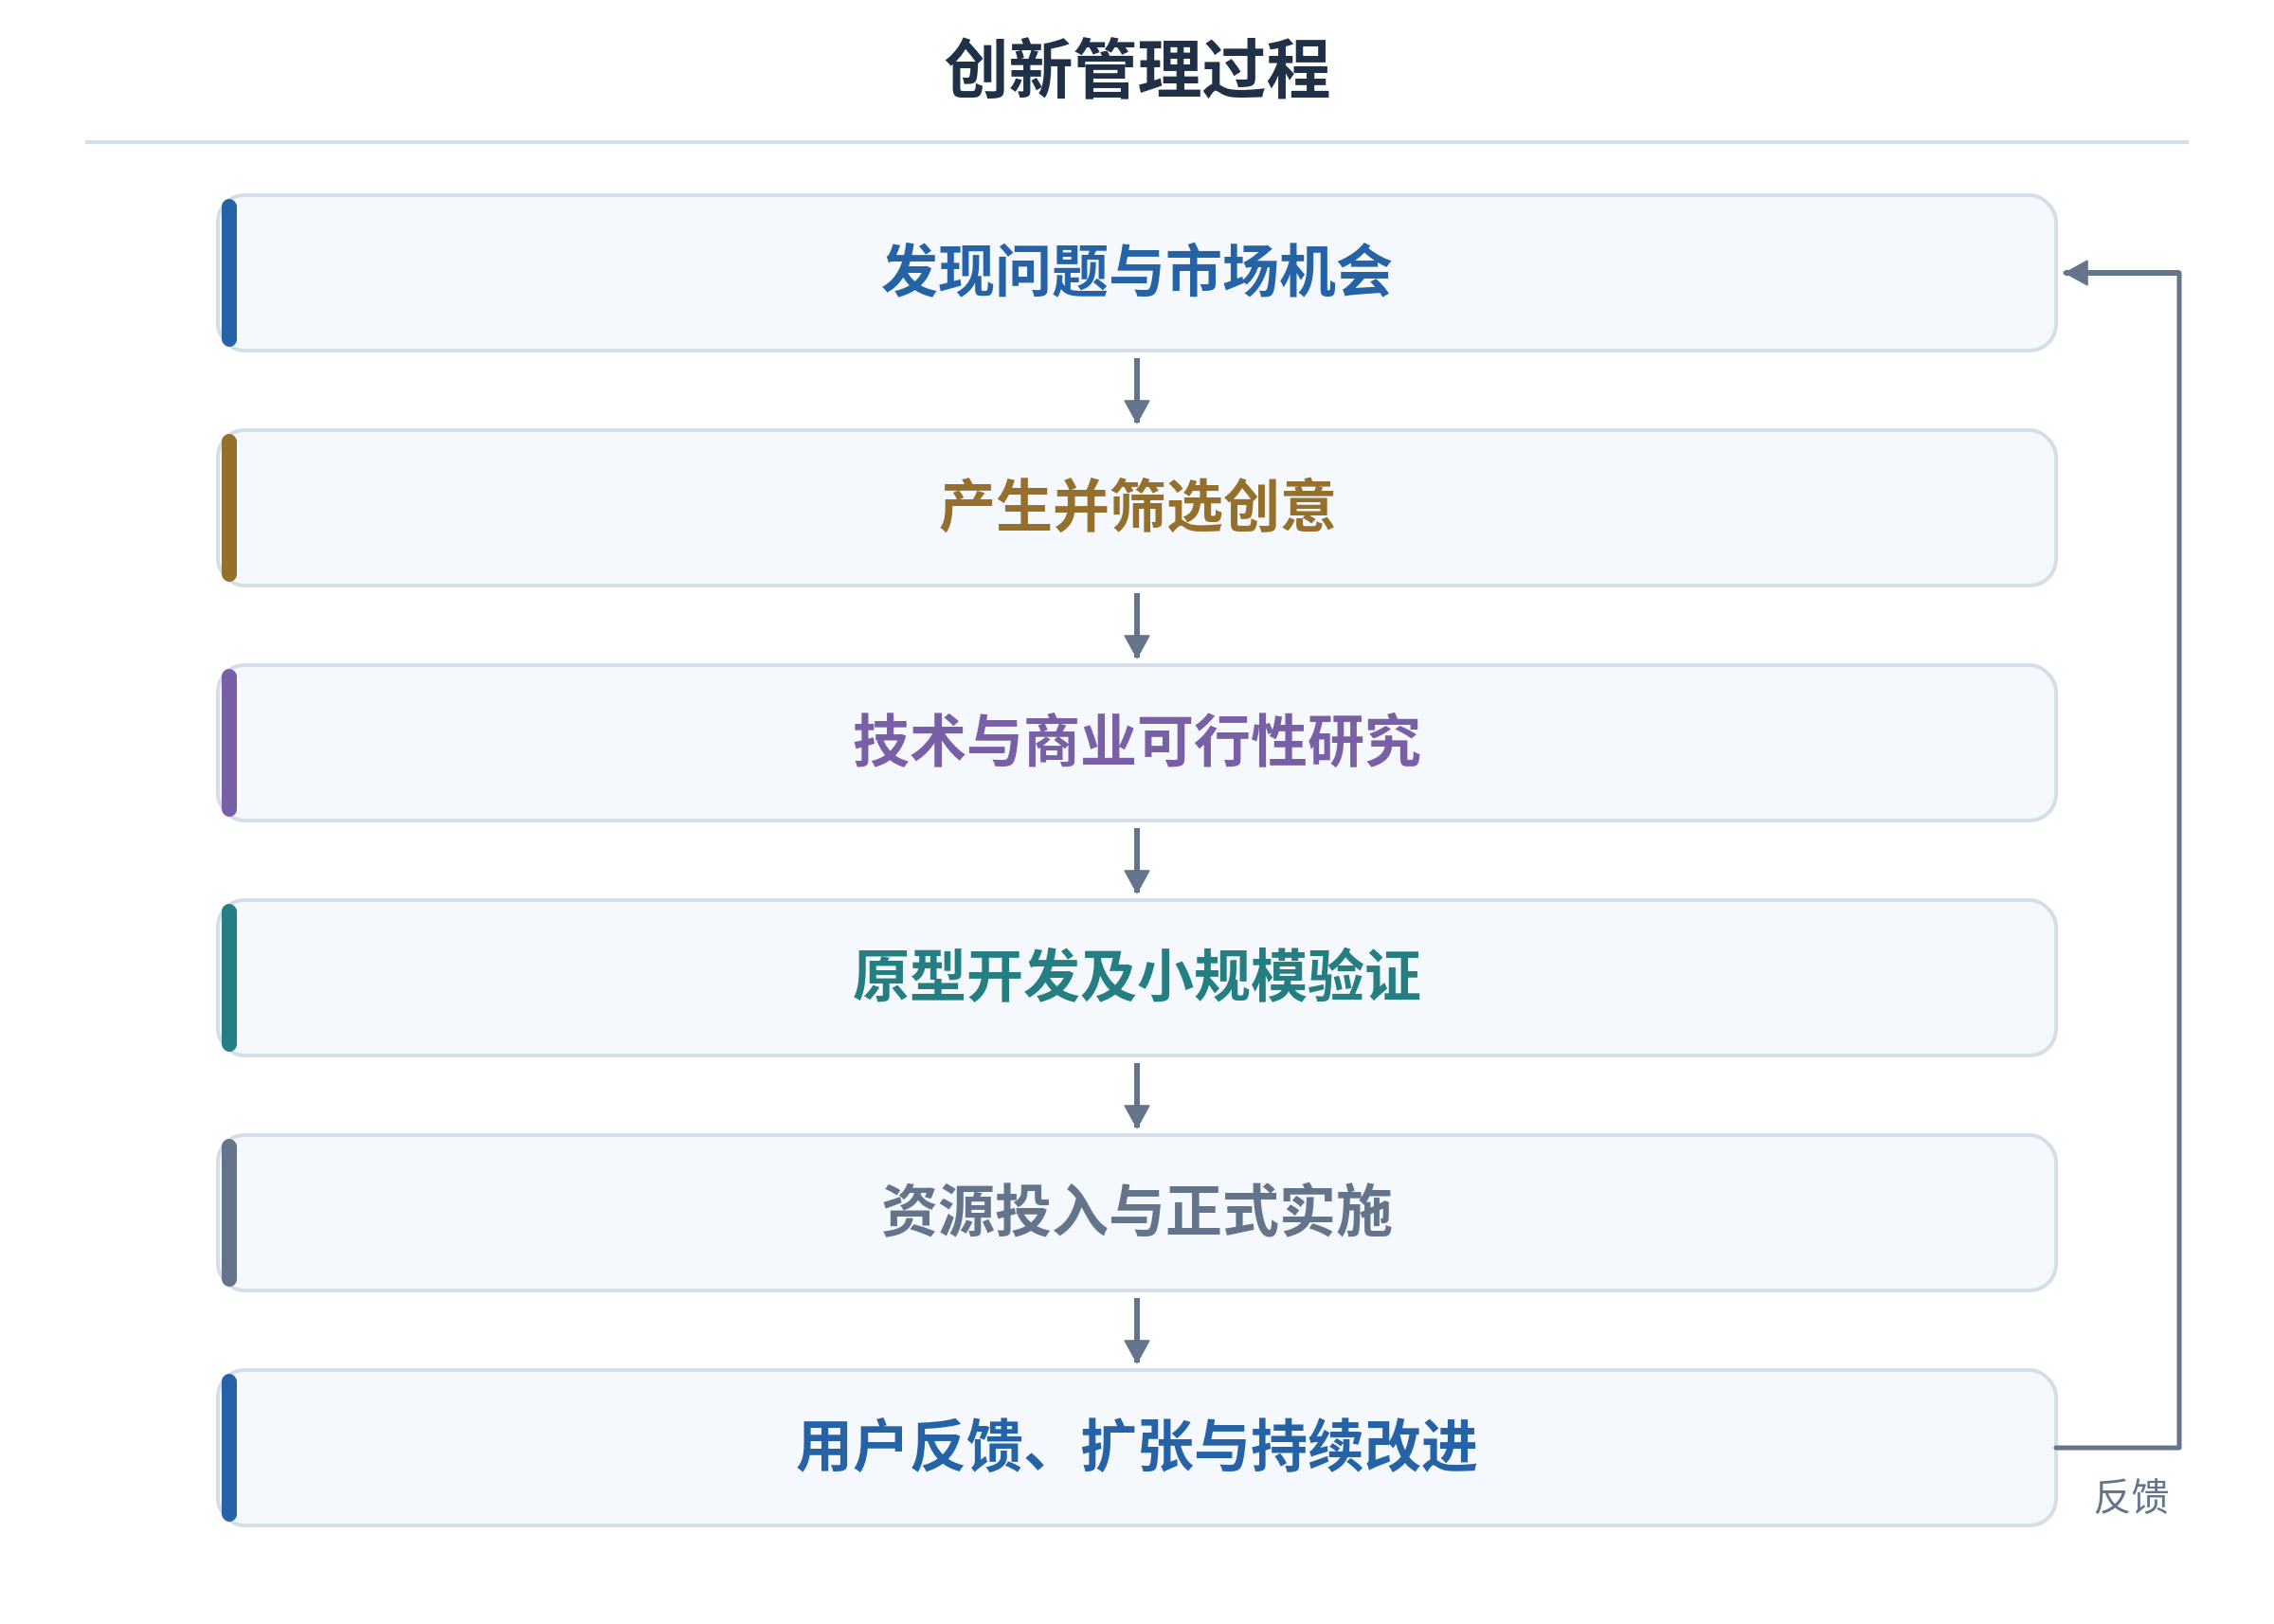 创新管理过程
发现问题与市场机会
产生并筛选创意
技术与商业可行性研究
原型开发及小规模验证
资源投入与正式实施
用户反馈、扩张与持续改进
反馈